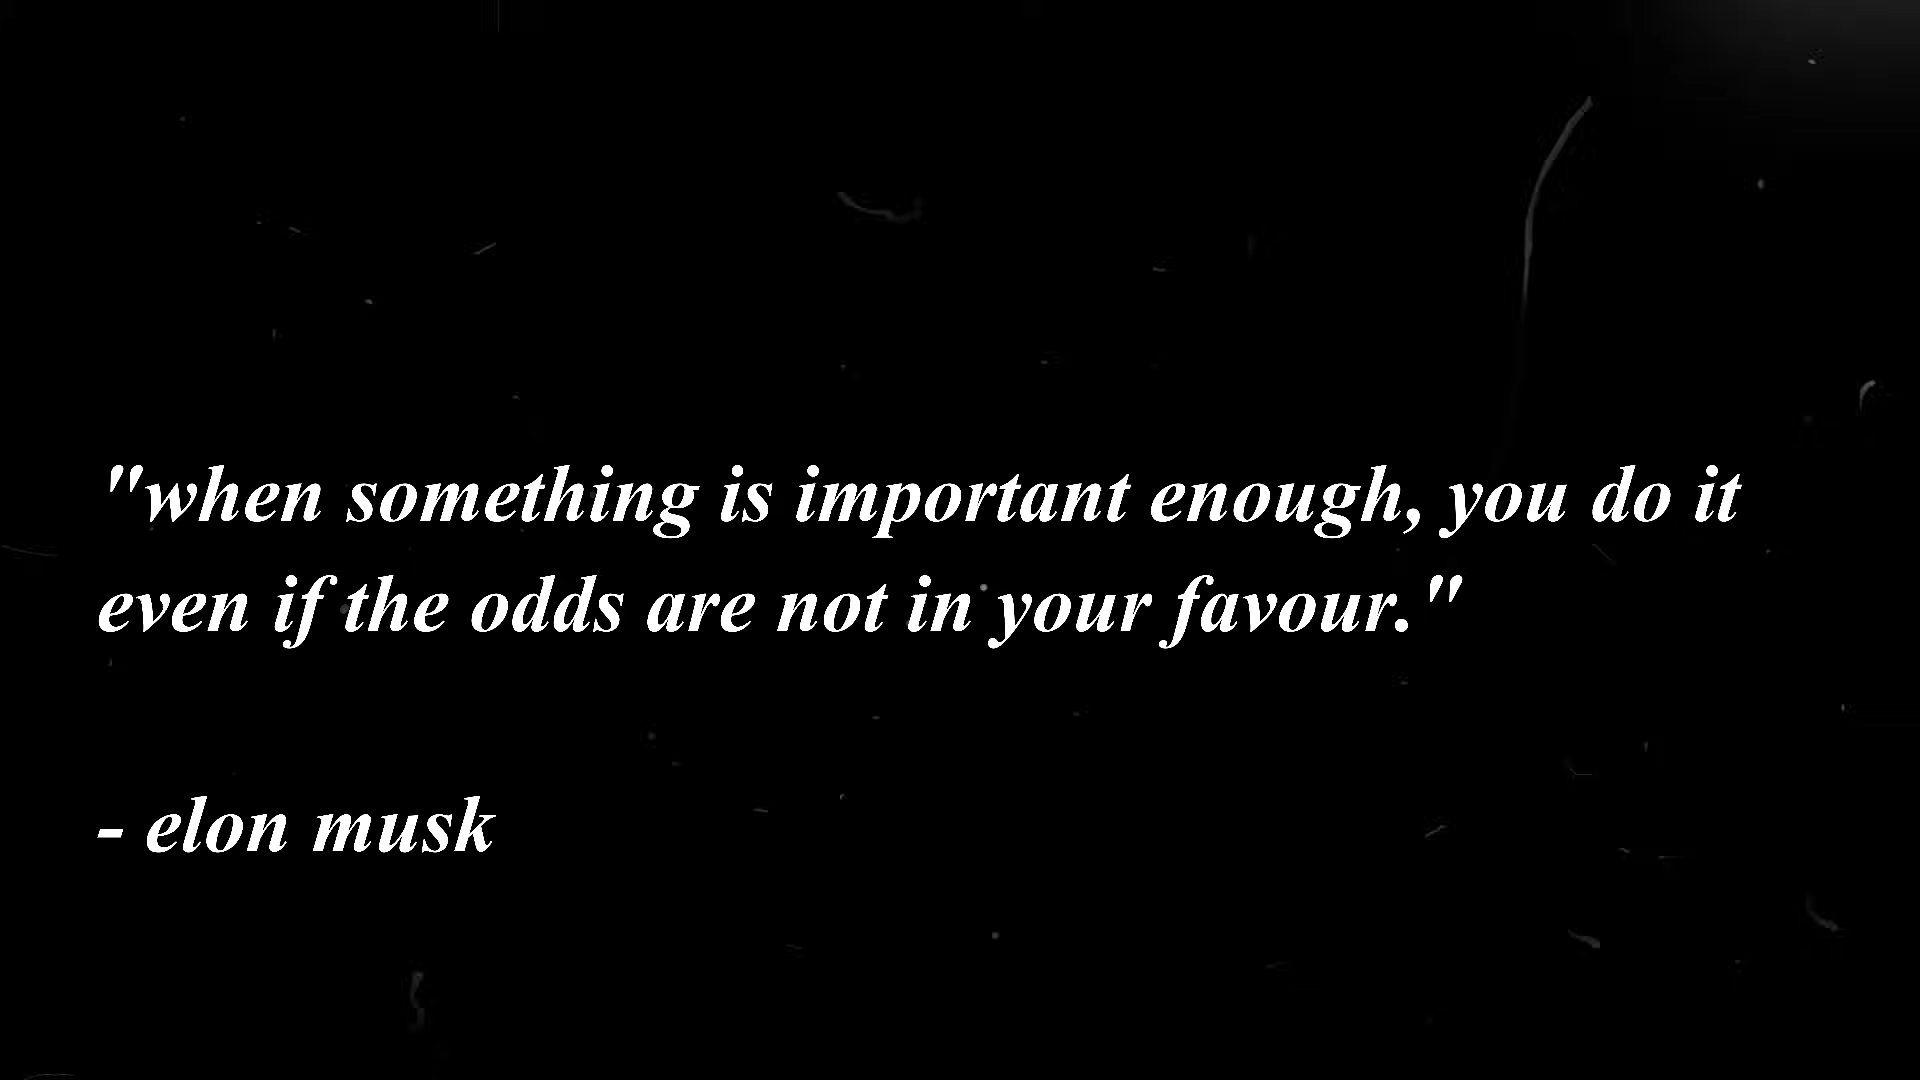 "when something is important enough, you do it
even if the odds are not in your favour."
- elon musk